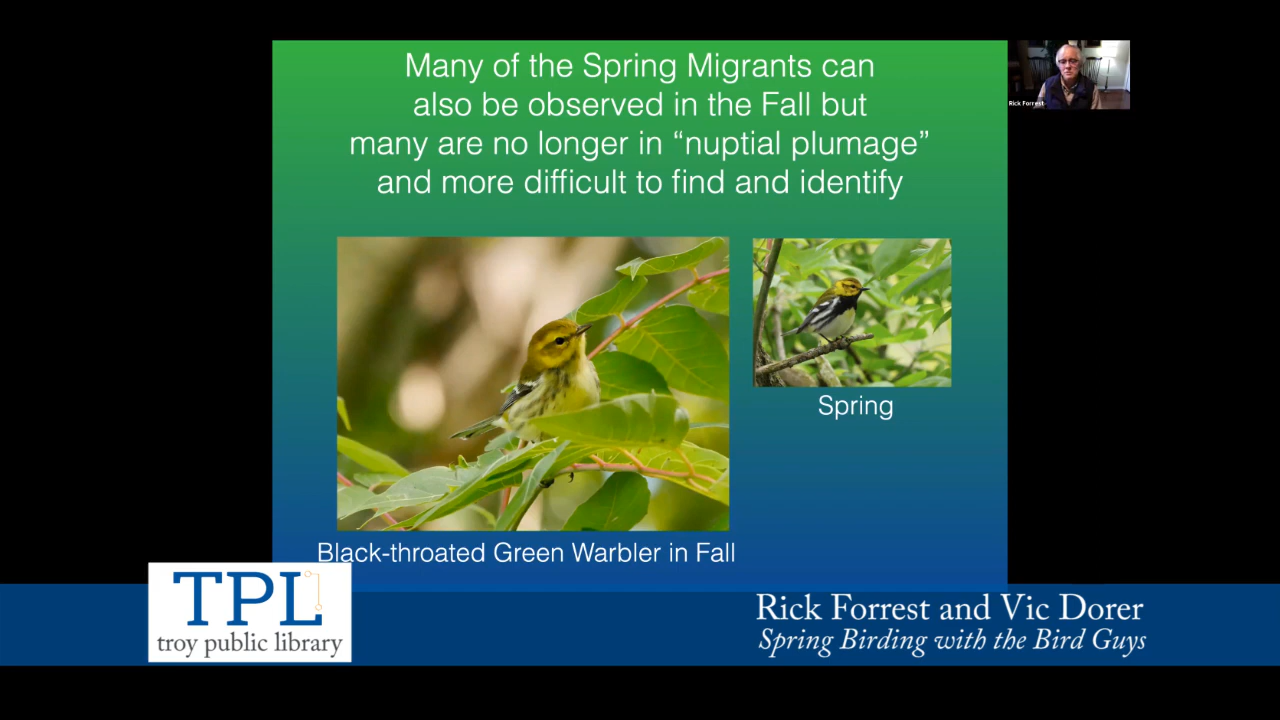 Many of the Spring Migrants can
also be observed in the Fall but
many are no longer in “nuptial plumage”
and more difficult to find and identify
Rick Forrest
Spring
Black-throated Green Warbler in Fall
TPL
troy public library
Rick Forrest and Vic Dorer
Spring Birding with the Bird Guys